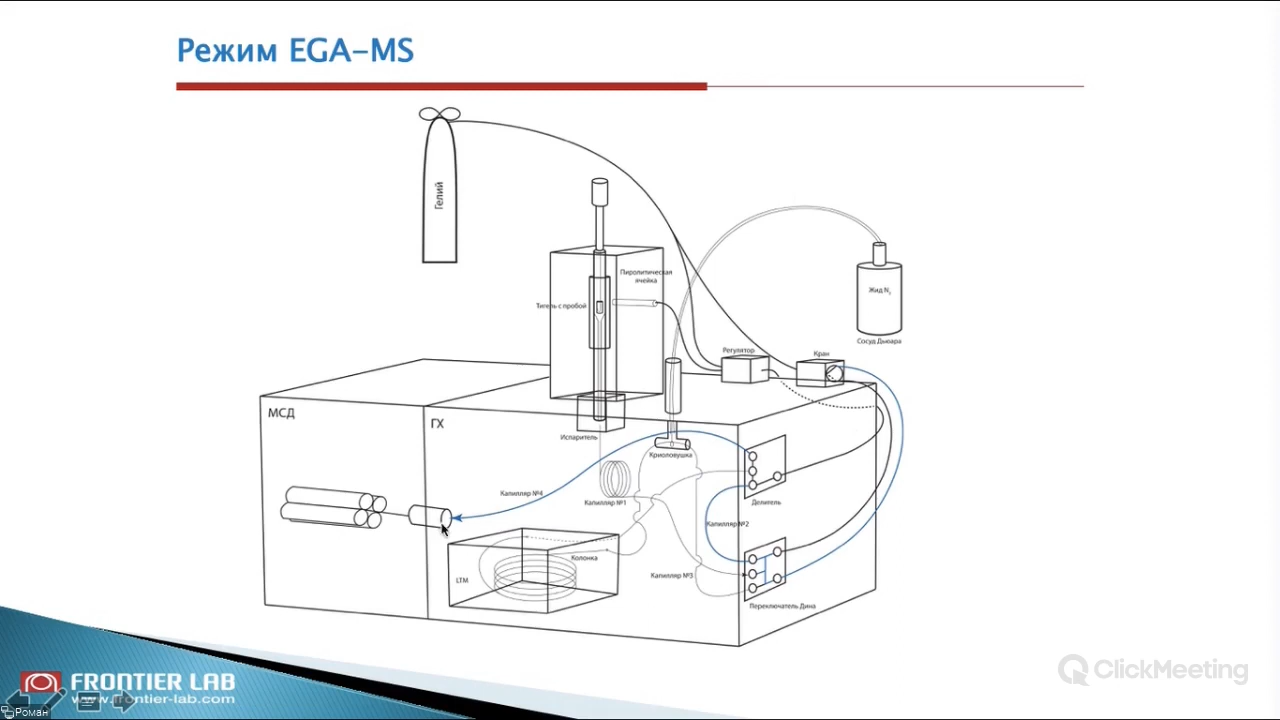 Режим EGA-MS
Гелий
Пиролитическая
ячейка
Тигель с пробой
Жид N2
Сосуд Дьюара
Регулятор
Кран
МСД
ГХ
Испаритель
Криоловушка
Капилляр №4
Капилляр №1
Делитель
Капилляр №2
Колонка
LTM
Капилляр №3
Переключатель Дина
FRONTIER LAB
www.frontier-lab.com
Роман
ClickMeeting